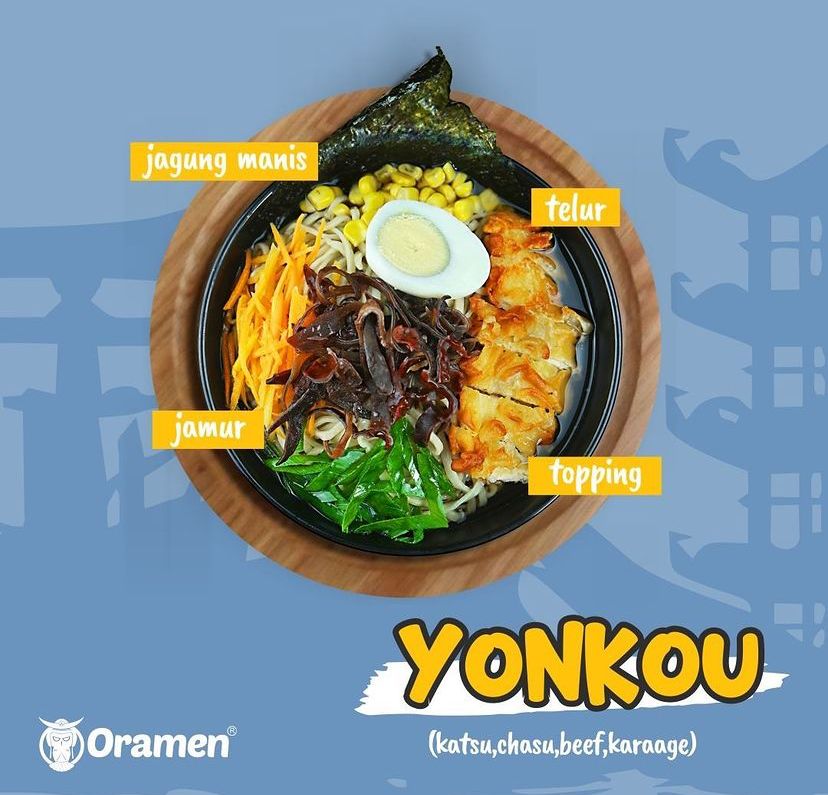 jagung manis
telur
jamur
topping
YONKOU
(katsu,chasu,beef,karaage)
Oramen®